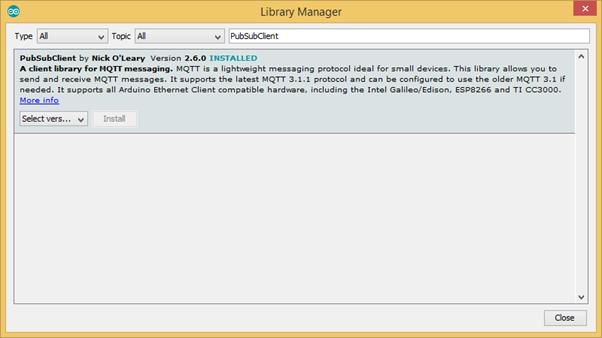 Library Manager
Type All Topic All PubSubClient
PubSubClient by Nick O'Leary Version 2.6.0 INSTALLED
A client library for MQTT messaging. MQTT is a lightweight messaging protocol ideal for small devices. This library allows you to
send and receive MQTT messages. It supports the latest MQTT 3.1.1 protocol and can be configured to use the older MQTT 3.1 if
needed. It supports all Arduino Ethernet Client compatible hardware, including the Intel Galileo/Edison, ESP8266 and TI CC3000.
More info
Select vers... Install
Close